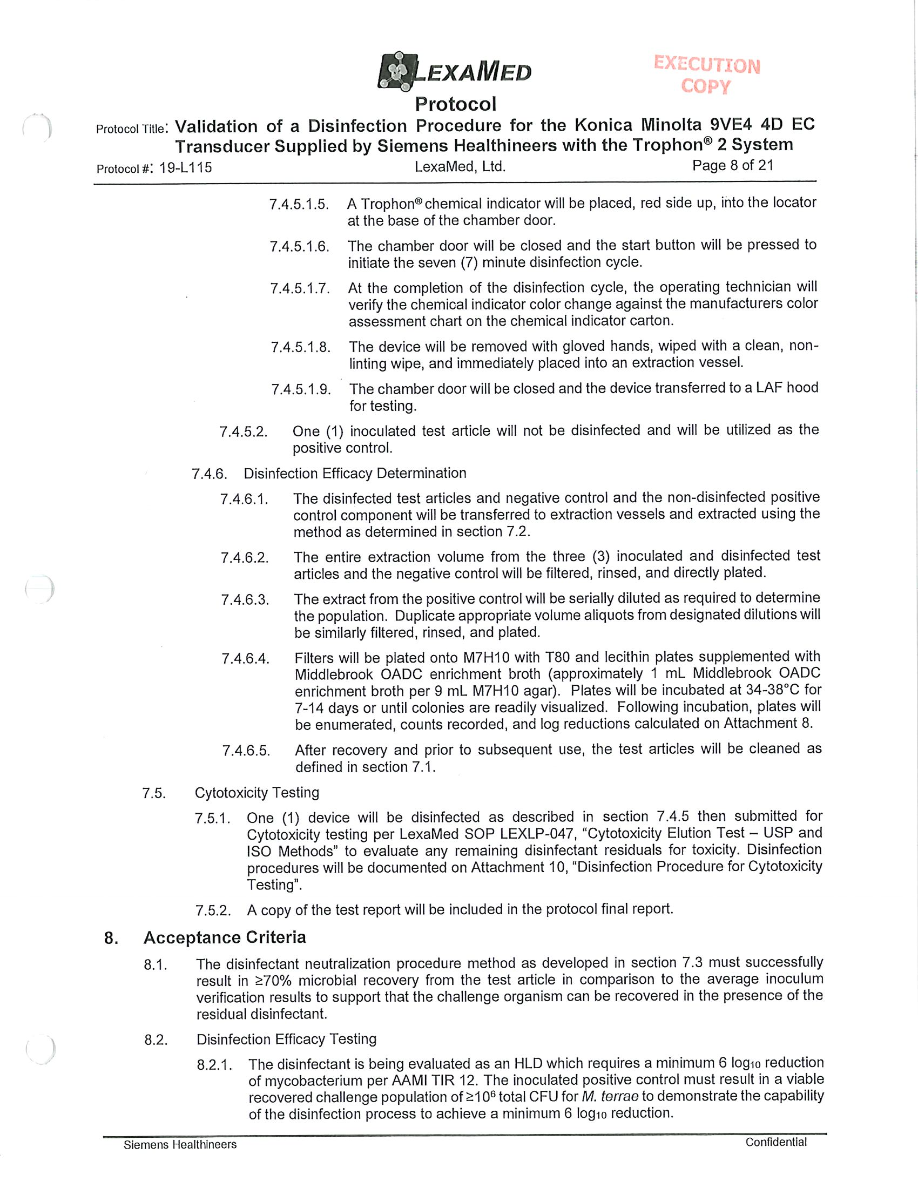 LEXAMED
EXECUTION
COPY
Protocol
Protocol Title: Validation of a Disinfection Procedure for the Konica Minolta 9VE4 4D EC
Transducer Supplied by Siemens Healthineers with the Trophon® 2 System
Protocol #: 19-L115 LexaMed, Ltd. Page 8 of 21
7.4.5.1.5. A Trophon® chemical indicator will be placed, red side up, into the locator
at the base of the chamber door.
7.4.5.1.6. The chamber door will be closed and the start button will be pressed to
initiate the seven (7) minute disinfection cycle.
7.4.5.1.7. At the completion of the disinfection cycle, the operating technician will
verify the chemical indicator color change against the manufacturers color
assessment chart on the chemical indicator carton.
7.4.5.1.8. The device will be removed with gloved hands, wiped with a clean, non-
linting wipe, and immediately placed into an extraction vessel.
7.4.5.1.9. The chamber door will be closed and the device transferred to a LAF hood
for testing.
7.4.5.2. One (1) inoculated test article will not be disinfected and will be utilized as the
positive control.
7.4.6. Disinfection Efficacy Determination
7.4.6.1. The disinfected test articles and negative control and the non-disinfected positive
control component will be transferred to extraction vessels and extracted using the
method as determined in section 7.2.
7.4.6.2. The entire extraction volume from the three (3) inoculated and disinfected test
articles and the negative control will be filtered, rinsed, and directly plated.
7.4.6.3. The extract from the positive control will be serially diluted as required to determine
the population. Duplicate appropriate volume aliquots from designated dilutions will
be similarly filtered, rinsed, and plated.
7.4.6.4. Filters will be plated onto M7H10 with T80 and lecithin plates supplemented with
Middlebrook OADC enrichment broth (approximately 1 mL Middlebrook OADC
enrichment broth per 9 mL M7H10 agar). Plates will be incubated at 34-38°C for
7-14 days or until colonies are readily visualized. Following incubation, plates will
be enumerated, counts recorded, and log reductions calculated on Attachment 8.
7.4.6.5. After recovery and prior to subsequent use, the test articles will be cleaned as
defined in section 7.1.
7.5. Cytotoxicity Testing
7.5.1. One (1) device will be disinfected as described in section 7.4.5 then submitted for
Cytotoxicity testing per LexaMed SOP LEXLP-047, "Cytotoxicity Elution Test – USP and
ISO Methods" to evaluate any remaining disinfectant residuals for toxicity. Disinfection
procedures will be documented on Attachment 10, "Disinfection Procedure for Cytotoxicity
Testing".
7.5.2. A copy of the test report will be included in the protocol final report.
8. Acceptance Criteria
8.1. The disinfectant neutralization procedure method as developed in section 7.3 must successfully
result in ≥70% microbial recovery from the test article in comparison to the average inoculum
verification results to support that the challenge organism can be recovered in the presence of the
residual disinfectant.
8.2. Disinfection Efficacy Testing
8.2.1. The disinfectant is being evaluated as an HLD which requires a minimum 6 log₁₀ reduction
of mycobacterium per AAMI TIR 12. The inoculated positive control must result in a viable
recovered challenge population of ≥10⁶ total CFU for M. terrae to demonstrate the capability
of the disinfection process to achieve a minimum 6 log₁₀ reduction.
Siemens Healthineers Confidential